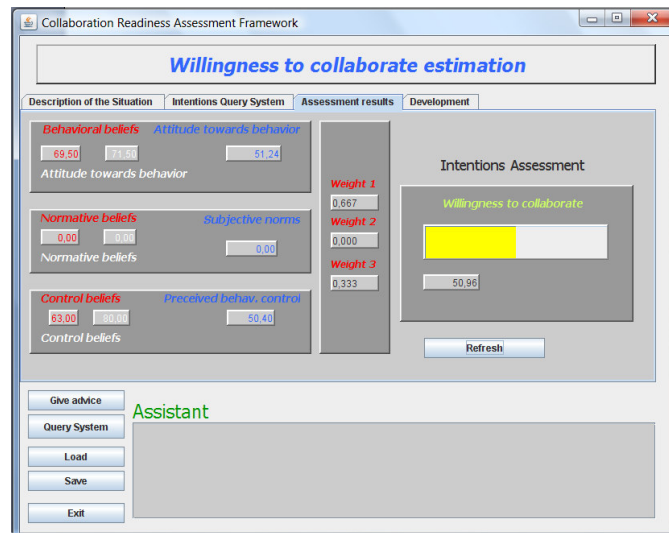 Collaboration Readiness Assessment Framework
Willingness to collaborate estimation
Description of the Situation Intentions Query System Assessment results Development
Behavioral beliefs Attitude towards behavior
69,50 71,50 51,24
Attitude towards behavior
Normative beliefs Subjective norms
0,00 0,00 0,00
Normative beliefs
Control beliefs Preceived behav. control
63,00 80,00 50,40
Control beliefs
Weight 1
0,667
Weight 2
0,000
Weight 3
0,333
Intentions Assessment
Willingness to collaborate
50,96
Refresh
Give advice
Query System
Load
Save
Exit
Assistant